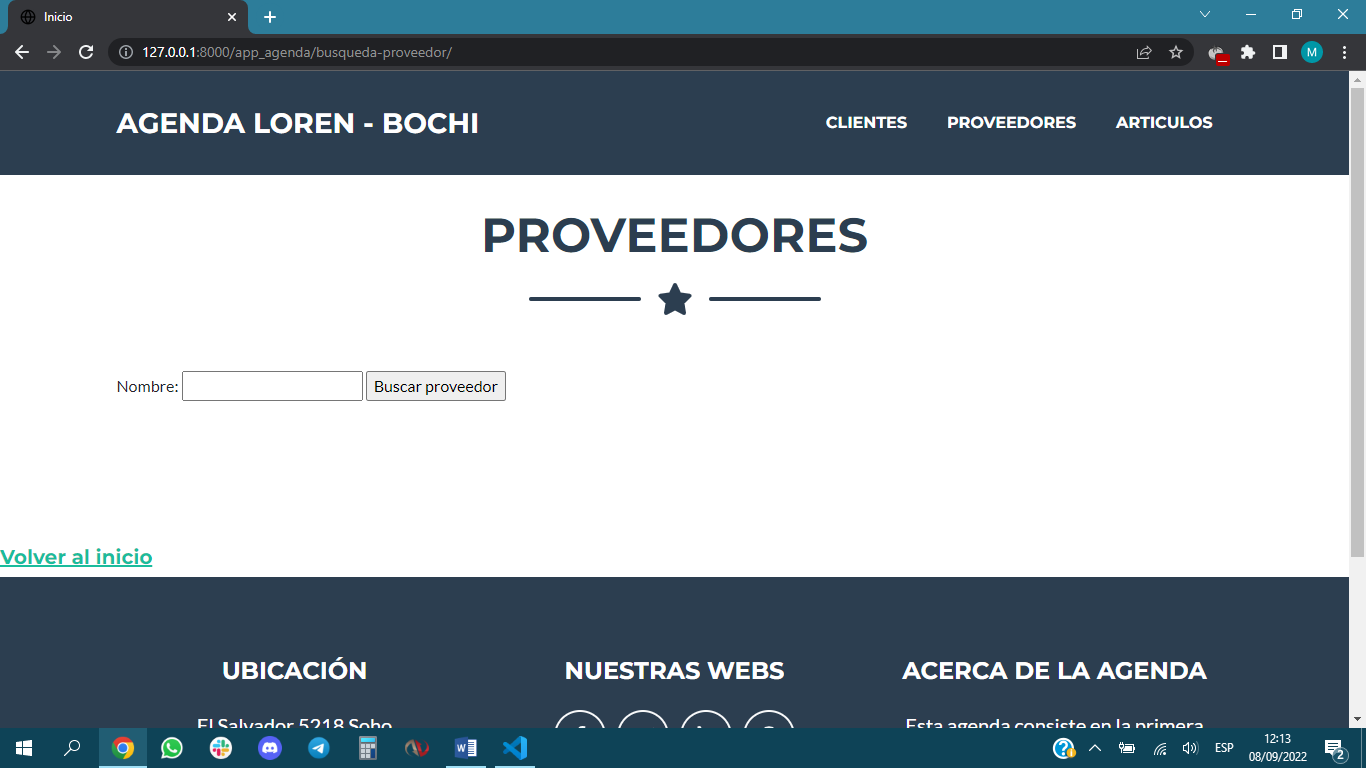 Inicio
127.0.0.1:8000/app_agenda/busqueda-proveedor/
M
AGENDA LOREN - BOCHI
CLIENTES PROVEEDORES ARTICULOS
PROVEEDORES
Nombre: Buscar proveedor
Volver al inicio
UBICACIÓN NUESTRAS WEBS ACERCA DE LA AGENDA
El Salvador 5218 Soho Esta agenda consiste en la primera
ESP
12:13
08/09/2022
2